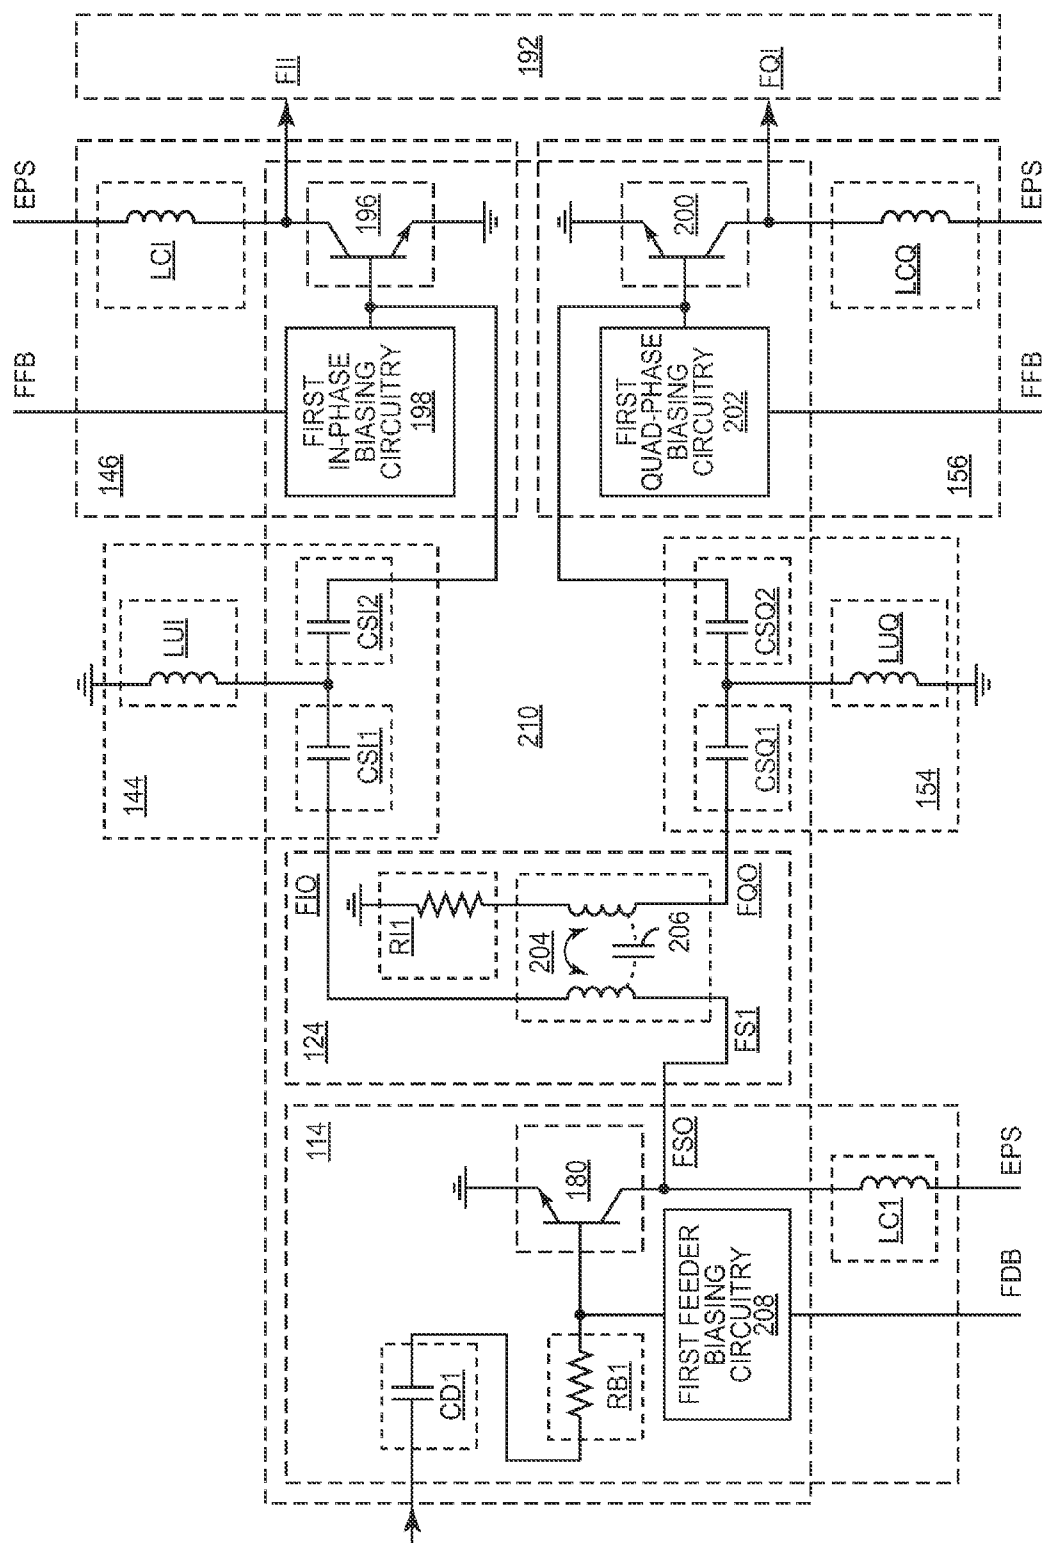 FFB
EPS
144
LUI
146
LCI
192
FII
114
124
FIO
CSI1
CSI2
FIRST
IN-PHASE
BIASING
CIRCUITRY
198
196
CD1
RI1
210
204
206
180
RB1
FSO
FS1
FQO
CSQ1
CSQ2
FIRST
QUAD-PHASE
BIASING
CIRCUITRY
202
200
FQI
FIRST FEEDER
BIASING
CIRCUITRY
208
LC1
154
LUQ
156
LCQ
FDB
EPS
FFB
EPS